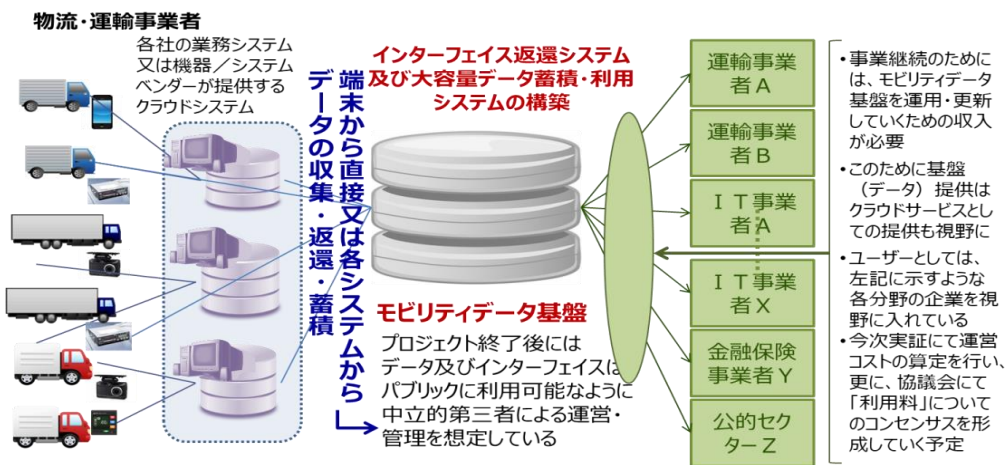 物流・運輸事業者
各社の業務システム
又は機器／システム
ベンダーが提供する
クラウドシステム
端末から直接又は各システムから
データの収集・返還・蓄積
インターフェイス返還システム
及び大容量データ蓄積・利用
システムの構築
モビリティデータ基盤
プロジェクト終了後には
データ及びインターフェイスは
パブリックに利用可能なように
中立的第三者による運営・
管理を想定している
運輸事業
者A
運輸事業
者B
ＩＴ事業
者A
ＩＴ事業
者X
金融保険
事業者Y
公的セク
ターZ
•事業継続のために
は、モビリティデータ
基盤を運用・更新
していくための収入
が必要
•このために基盤
（データ）提供は
クラウドサービスとし
ての提供も視野に
•ユーザーとしては、
左記に示すような
各分野の企業を視
野に入れている
•今次実証にて運営
コストの算定を行い、
更に、協議会にて
「利用料」について
のコンセンサスを形
成していく予定